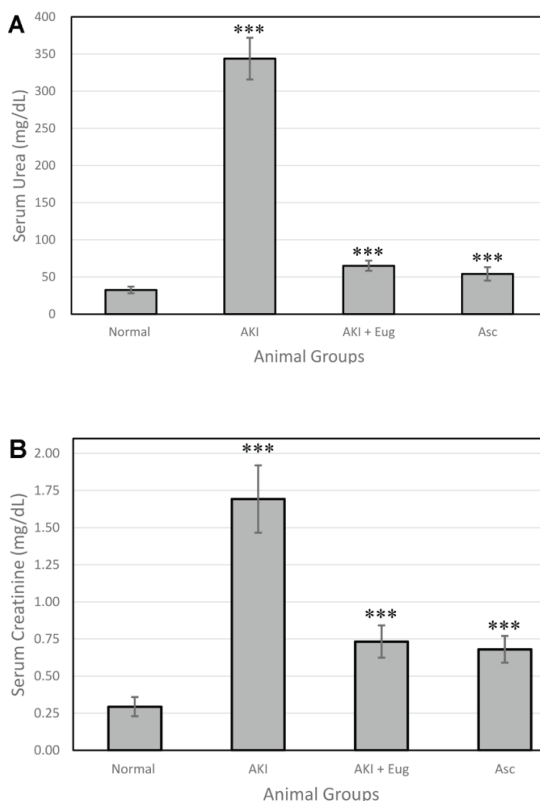 A
Serum Urea (mg/dL)
400
350
300
250
200
150
100
50
0
***
***
***
Normal
AKI
AKI + Eug
Asc
Animal Groups
B
Serum Creatinine (mg/dL)
2.00
1.75
1.50
1.25
1.00
0.75
0.50
0.25
0.00
***
***
***
Normal
AKI
AKI + Eug
Asc
Animal Groups